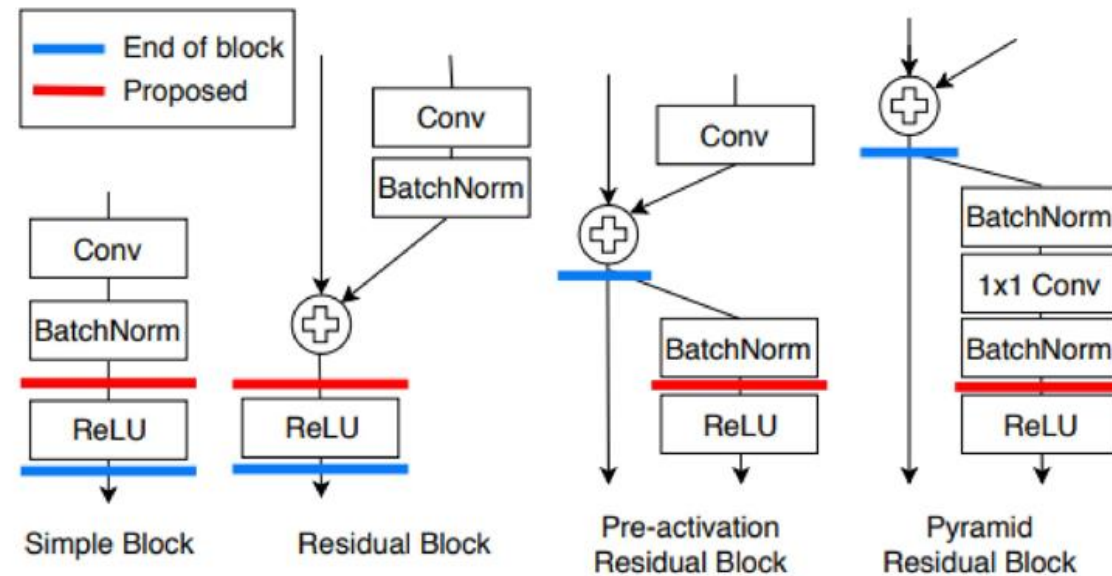 End of block
Proposed
Conv
BatchNorm
ReLU
Simple Block
Conv
BatchNorm
ReLU
Residual Block
Conv
BatchNorm
ReLU
Pre-activation
Residual Block
BatchNorm
1x1 Conv
BatchNorm
ReLU
Pyramid
Residual Block